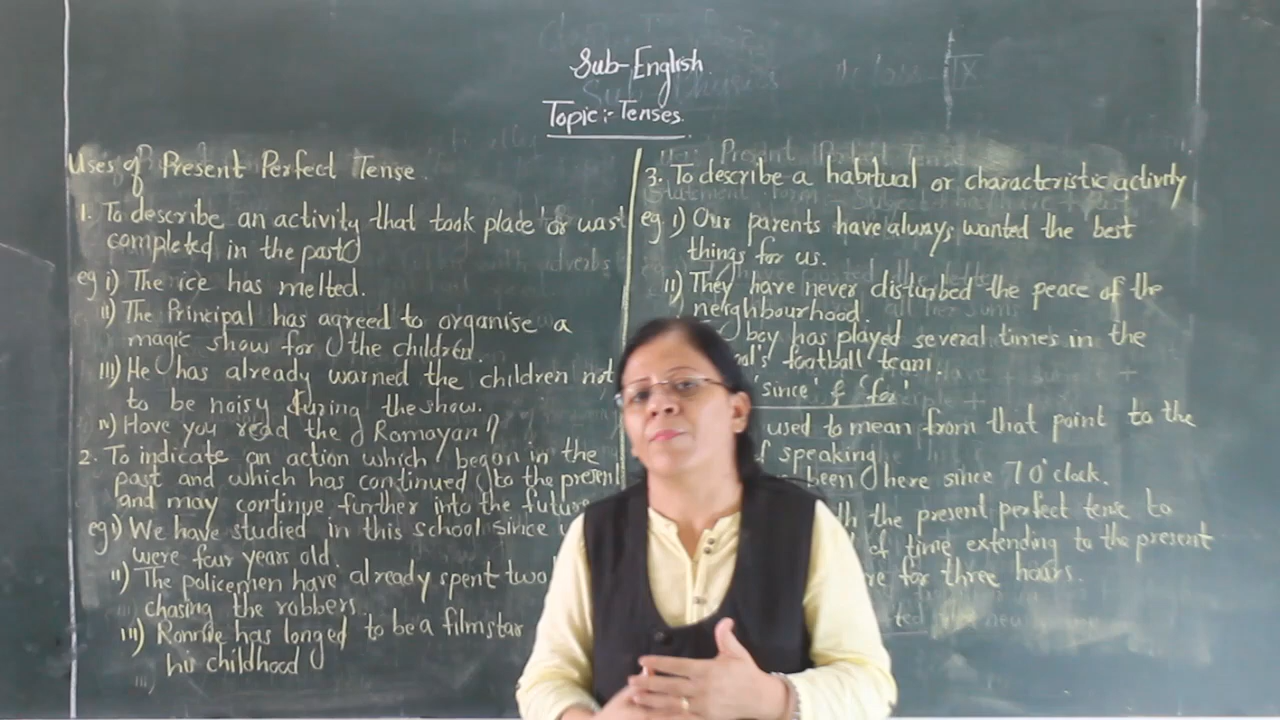 Sub-English
Topic:- Tenses.
Uses of Present Perfect Tense.
1. To describe an activity that took place or was
completed in the past
eg i) The ice has melted.
ii) The Principal has agreed to organise a
magic show for the children.
iii) He has already warned the children not
to be noisy during the show.
iv) Have you read the Ramayan?
2. To indicate an action which begon in the
past and which has continued to the present
and may continue further into the future
eg i) We have studied in this school since
were four years old.
ii) The policemen have already spent two
chasing the robbers
iii) Ronnie has longed to be a filmstar
his childhood
iii)
3. To describe a habitual or characteristic activity
eg. i) Our parents have always wanted the best
things for us.
ii) They have never disturbed the peace of the
neighbourhood.
boy has played several times in the
football team.
'since' & 'for'
used to mean from that point to the
speaking
been here since 7 O'clock.
the present perfect tense to
of time extending to the present
for three hours.